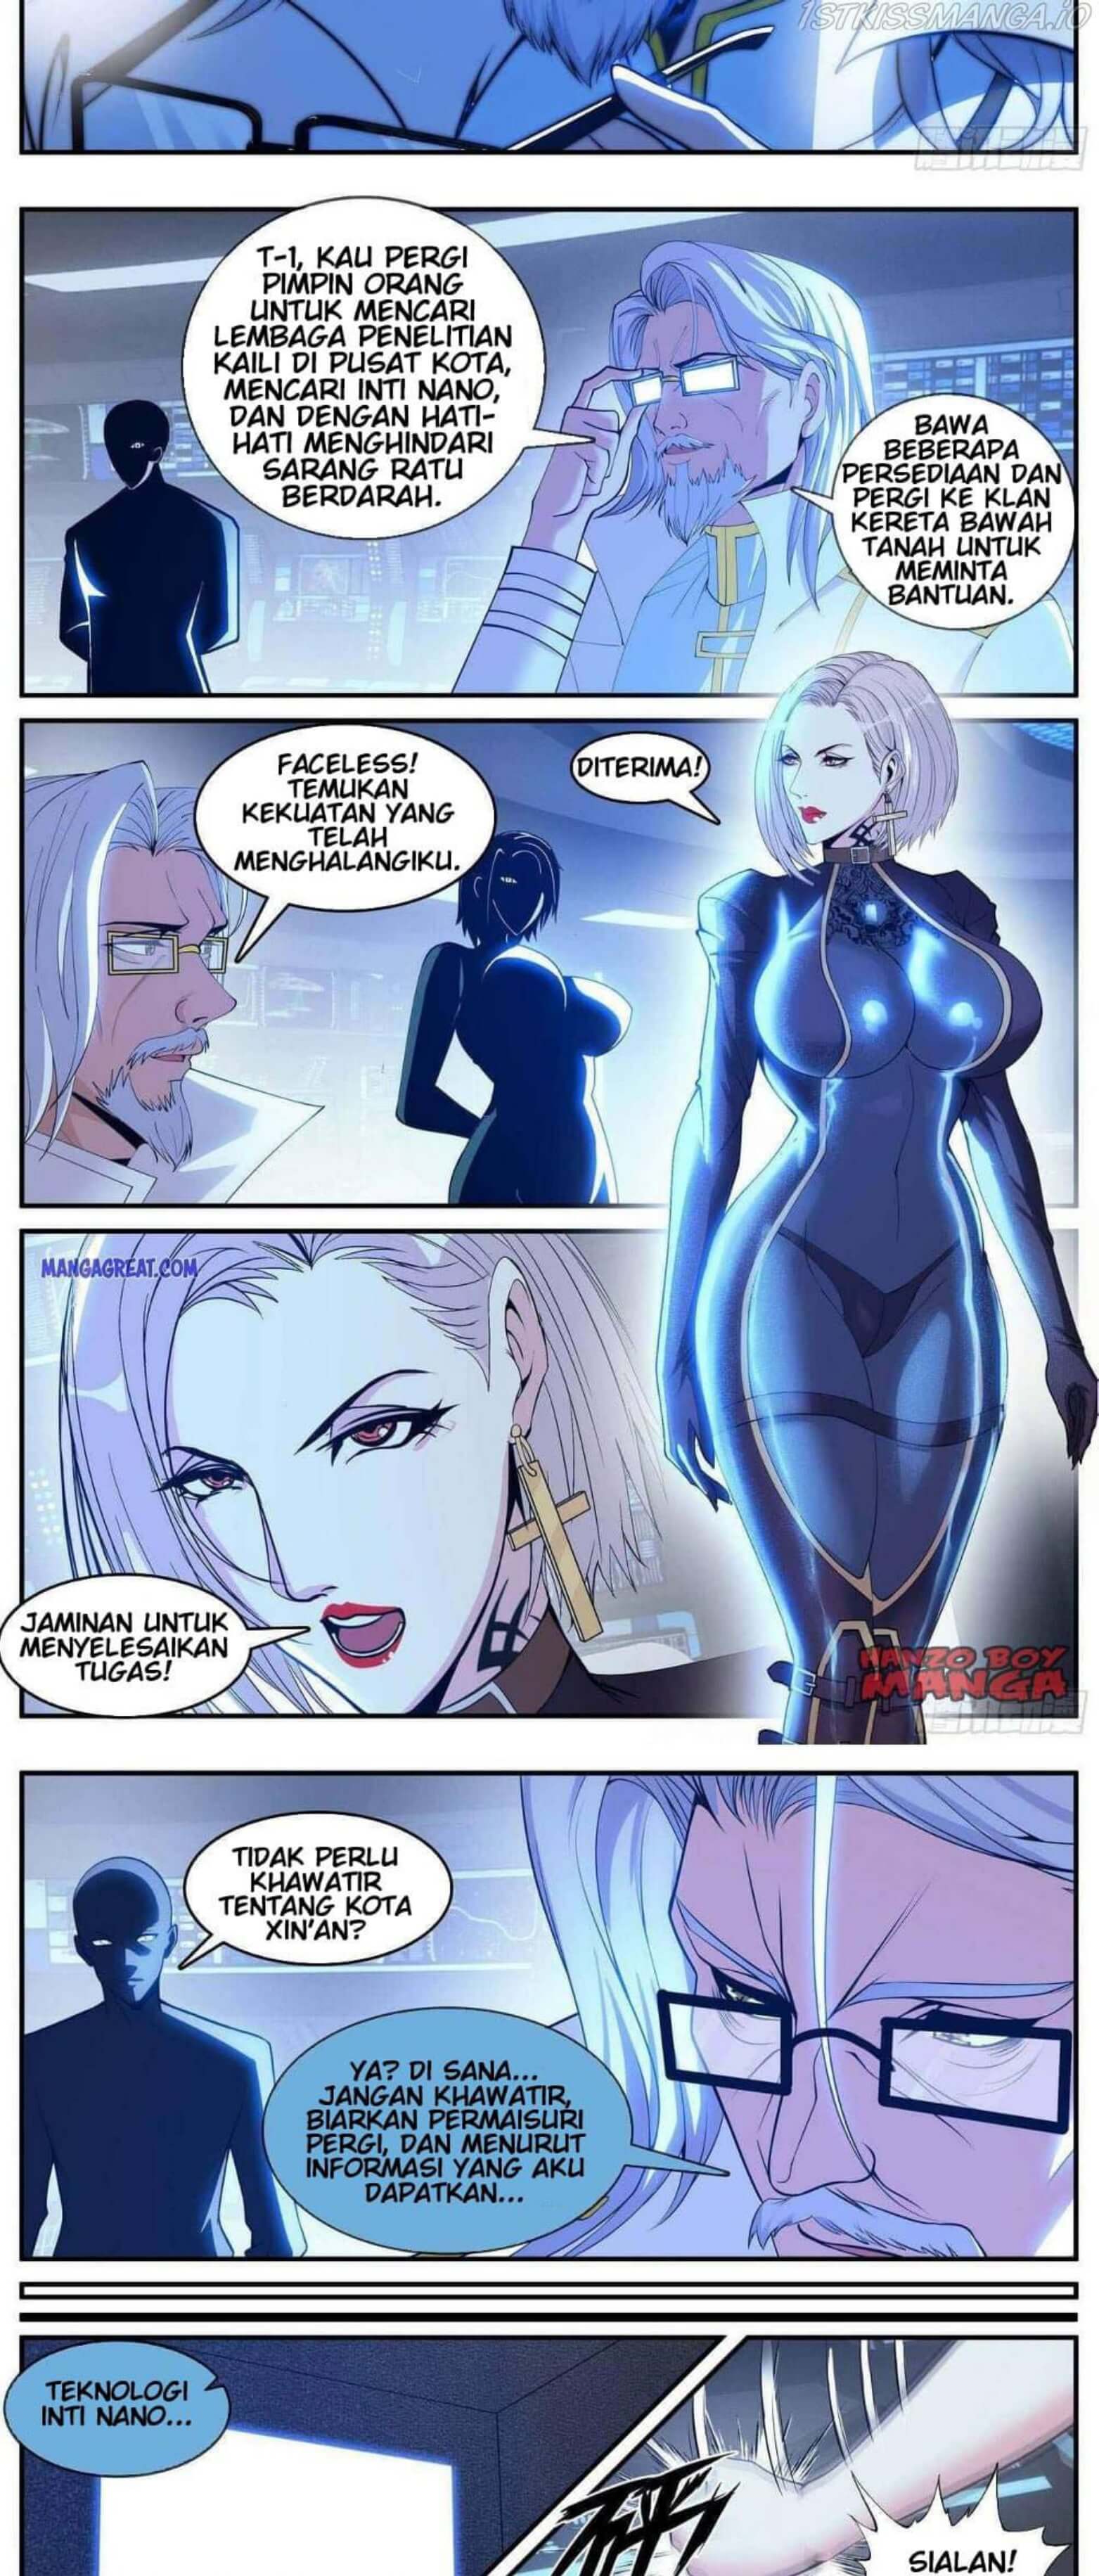 1STKISSMANGA.IO
T-1, KAU PERGI
PIMPIN ORANG
UNTUK MENCARI
LEMBAGA PENELITIAN
KAILI DI PUSAT KOTA,
MENCARI INTI NANO,
DAN DENGAN HATI-
HATI MENGHINDARI
SARANG RATU
BERDARAH.
BAWA
BEBERAPA
PERSEDIAAN DAN
PERGI KE KLAN
KERETA BAWAH
TANAH UNTUK
MEMINTA
BANTUAN.
FACELESS!
TEMUKAN
KEKUATAN YANG
TELAH
MENGHALANGIKU.
DITERIMA!
MANGAGREAT.COM
JAMINAN UNTUK
MENYELESAIKAN
TUGAS!
HANZO BOY
MANGA
TIDAK PERLU
KHAWATIR
TENTANG KOTA
XIN'AN?
YA? DI SANA...
JANGAN KHAWATIR,
BIARKAN PERMAISURI
PERGI, DAN MENURUT
INFORMASI YANG AKU
DAPATKAN...
TEKNOLOGI
INTI NANO...
SIALAN!